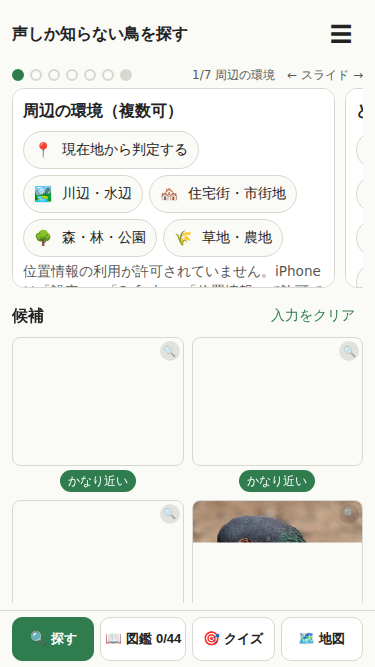 声しか知らない鳥を探す
1/7 周辺の環境 ← スライド →
周辺の環境（複数可）
現在地から判定する
川辺・水辺 住宅街・市街地
森・林・公園 草地・農地
位置情報の利用が許可されていません。iPhone
候補 入力をクリア
かなり近い かなり近い
探す 図鑑 0/44 クイズ 地図